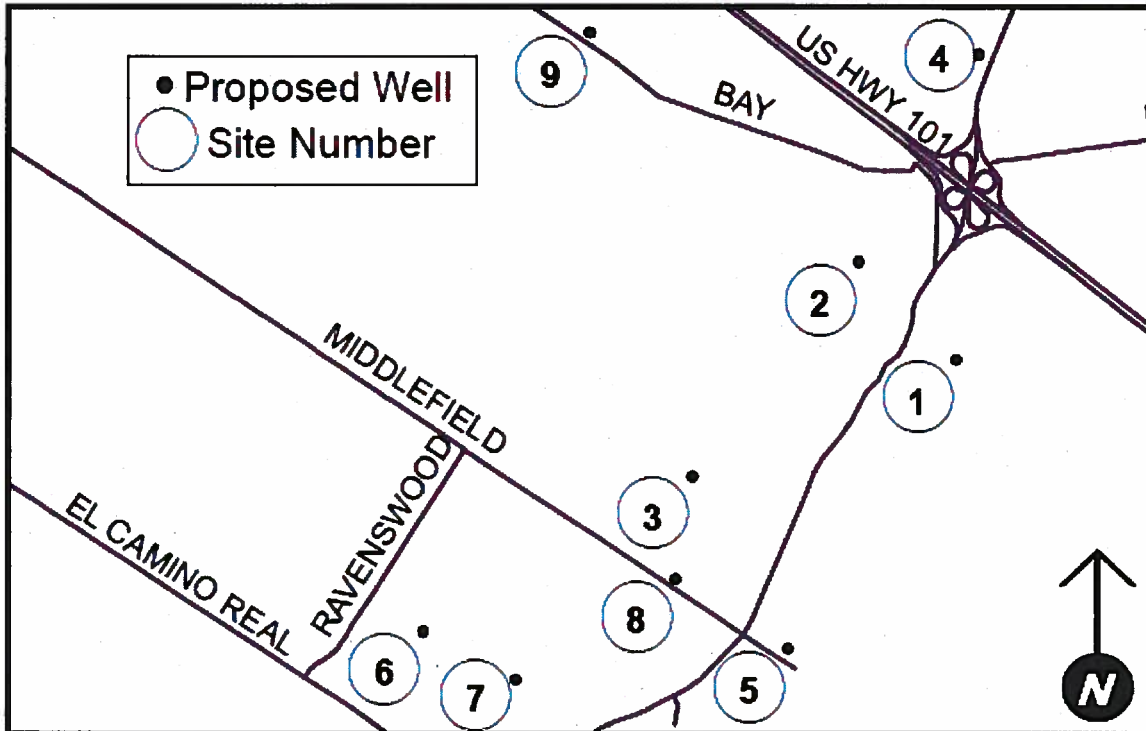 Proposed Well
Site Number
9
4
US HWY 101
BAY
2
1
MIDDLEFIELD
3
RAVENSWOOD
EL CAMINO REAL
8
6
7
5
N